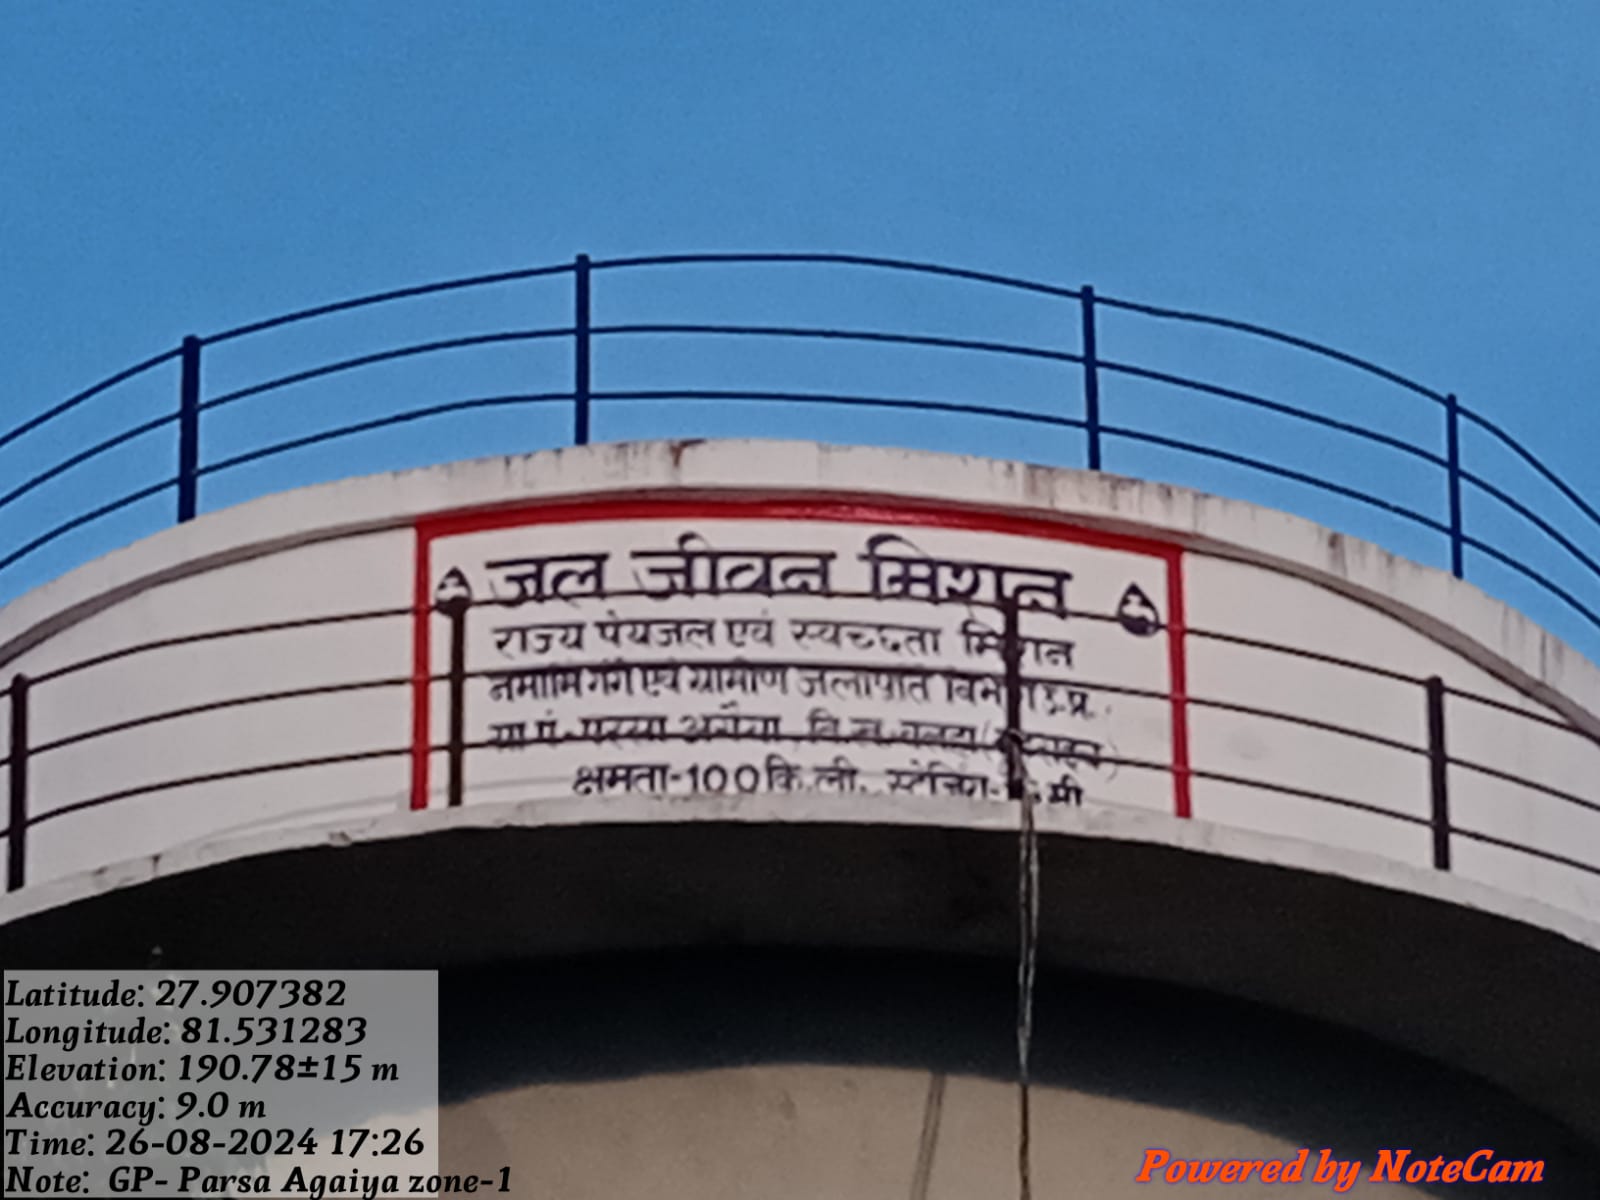 जल जीवन मिशन
राज्य पेयजल एवं स्वच्छता मिशन
नमामि गंगे एवं ग्रामीण जलापूर्ति विभाग उ.प्र.
ग्रा. पं. परसा अगैया, वि.ख.
क्षमता-100 कि.ली. स्टेजिंग- मी
Latitude: 27.907382
Longitude: 81.531283
Elevation: 190.78±15 m
Accuracy: 9.0 m
Time: 26-08-2024 17:26
Note: GP- Parsa Agaiya zone-1
Powered by NoteCam